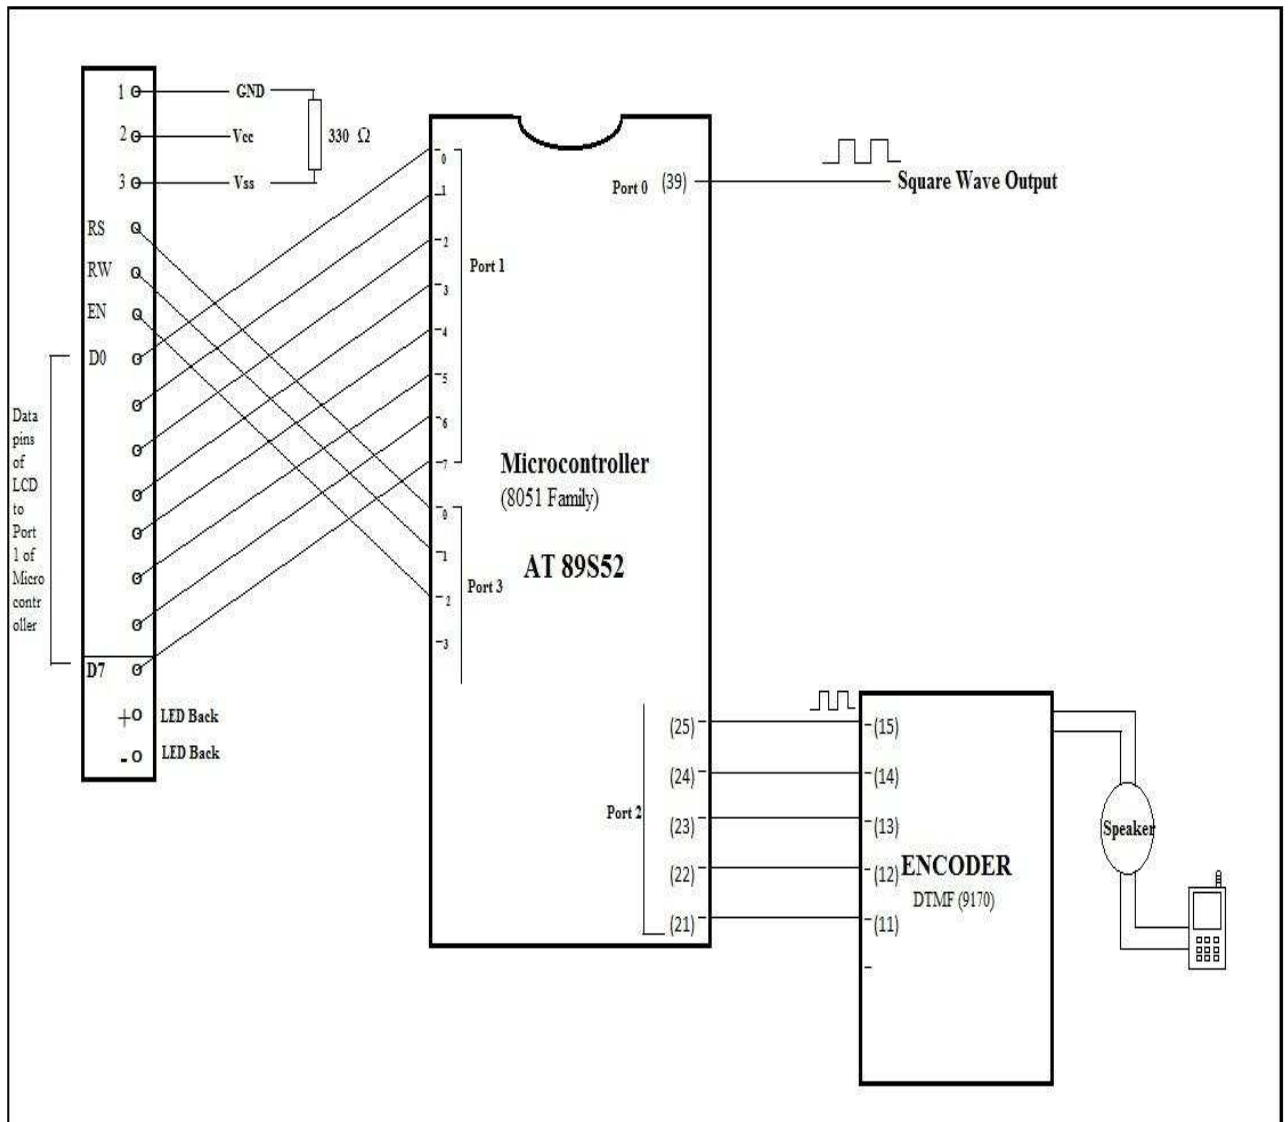 1
GND
2
Vcc
330 Ω
3
Vss
RS
RW
EN
D0
Data
pins
of
LCD
to
Port
1 of
Micro
contr
oller
D7
+ LED Back
- LED Back
0
1
2
3
4
5
6
7
Port 1
0
1
2
3
Port 3
Port 0 (39)
Square Wave Output
Microcontroller
(8051 Family)
AT 89S52
Port 2
(25)
(24)
(23)
(22)
(21)
(15)
(14)
(13)
(12)
(11)
ENCODER
DTMF (9170)
Speaker